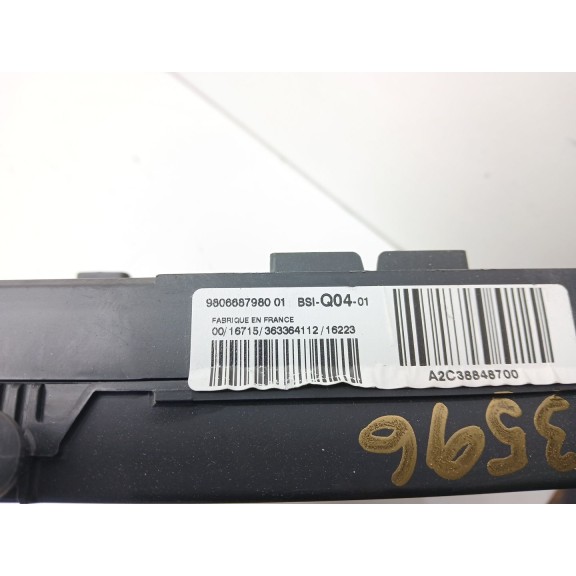 9806687980 01 BSI-Q04-01
FABRIQUE EN FRANCE
00/16715/363364112/16223
A2C38848700
3596